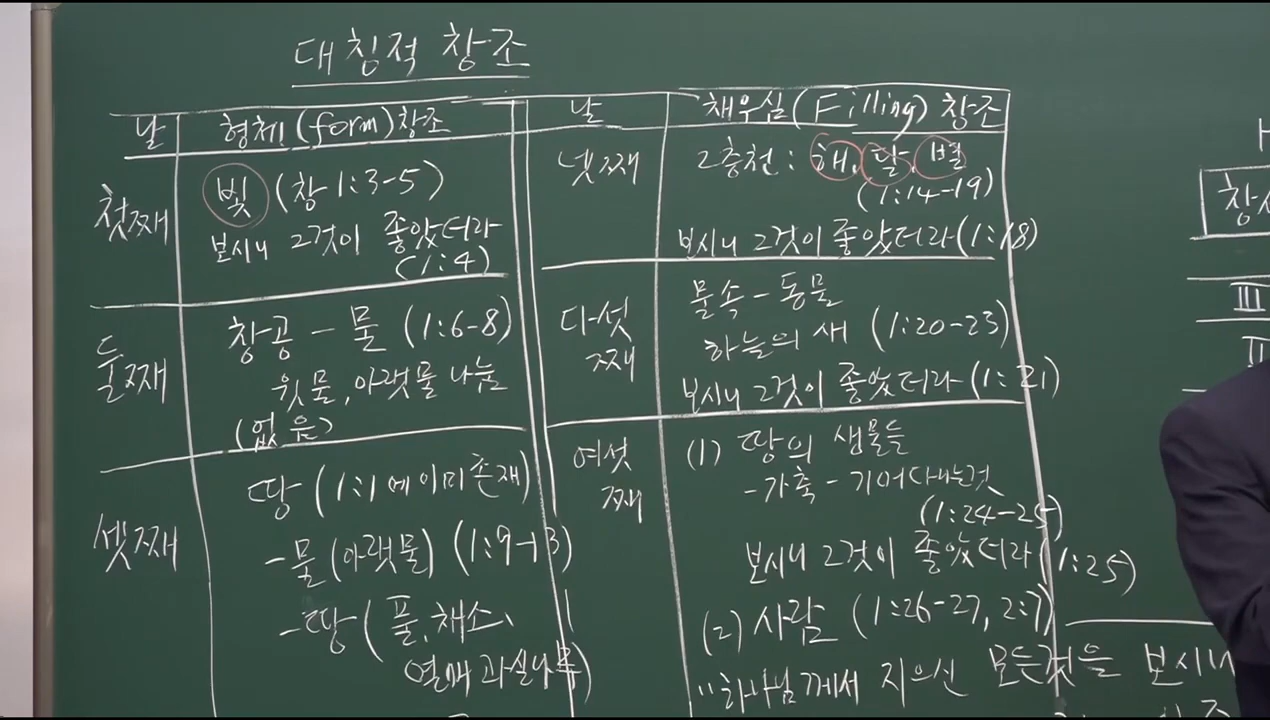 대칭적 창조
날 형체(form)창조
첫째 빛 (창1:3-5)
보시니 그것이 좋았더라
(1:4)
둘째 창공 - 물 (1:6-8)
윗물, 아랫물 나눔
(없음)
셋째 땅 (1:1에이미존재)
-물(아랫물) (1:9-13)
-땅(풀, 채소,
열매 과실나무)
날 채우심(Filling) 창조
넷째 2층천: 해, 달, 별
(1:14-19)
보시니 그것이 좋았더라(1:18)
다섯째 물속 - 동물
하늘의 새 (1:20-23)
보시니 그것이 좋았더라(1:21)
여섯째 (1) 땅의 생물들
- 가축 - 기어다니는것
(1:24-25)
보시니 그것이 좋았더라(1:25)
(2) 사람 (1:26-27, 2:7)
"하나님께서 지으신 모든것을 보시니
창
III